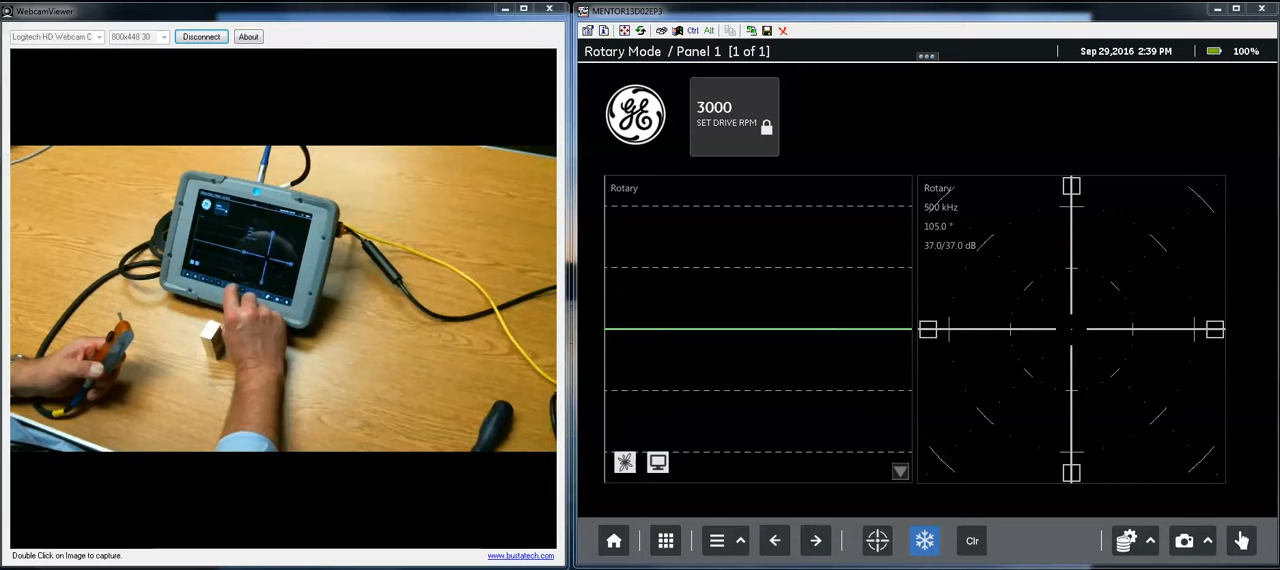 WebcamViewer
Logitech HD Webcam C
800x448 30
Disconnect
About
Double Click on Image to capture.
www.bustatech.com
MENTOR13D02EP3
Ctrl Alt
Rotary Mode / Panel 1 [1 of 1]
Sep 29,2016 2:39 PM
100%
GE
3000
SET DRIVE RPM
Rotary
Rotary
500 kHz
105.0 °
37.0/37.0 dB
Clr